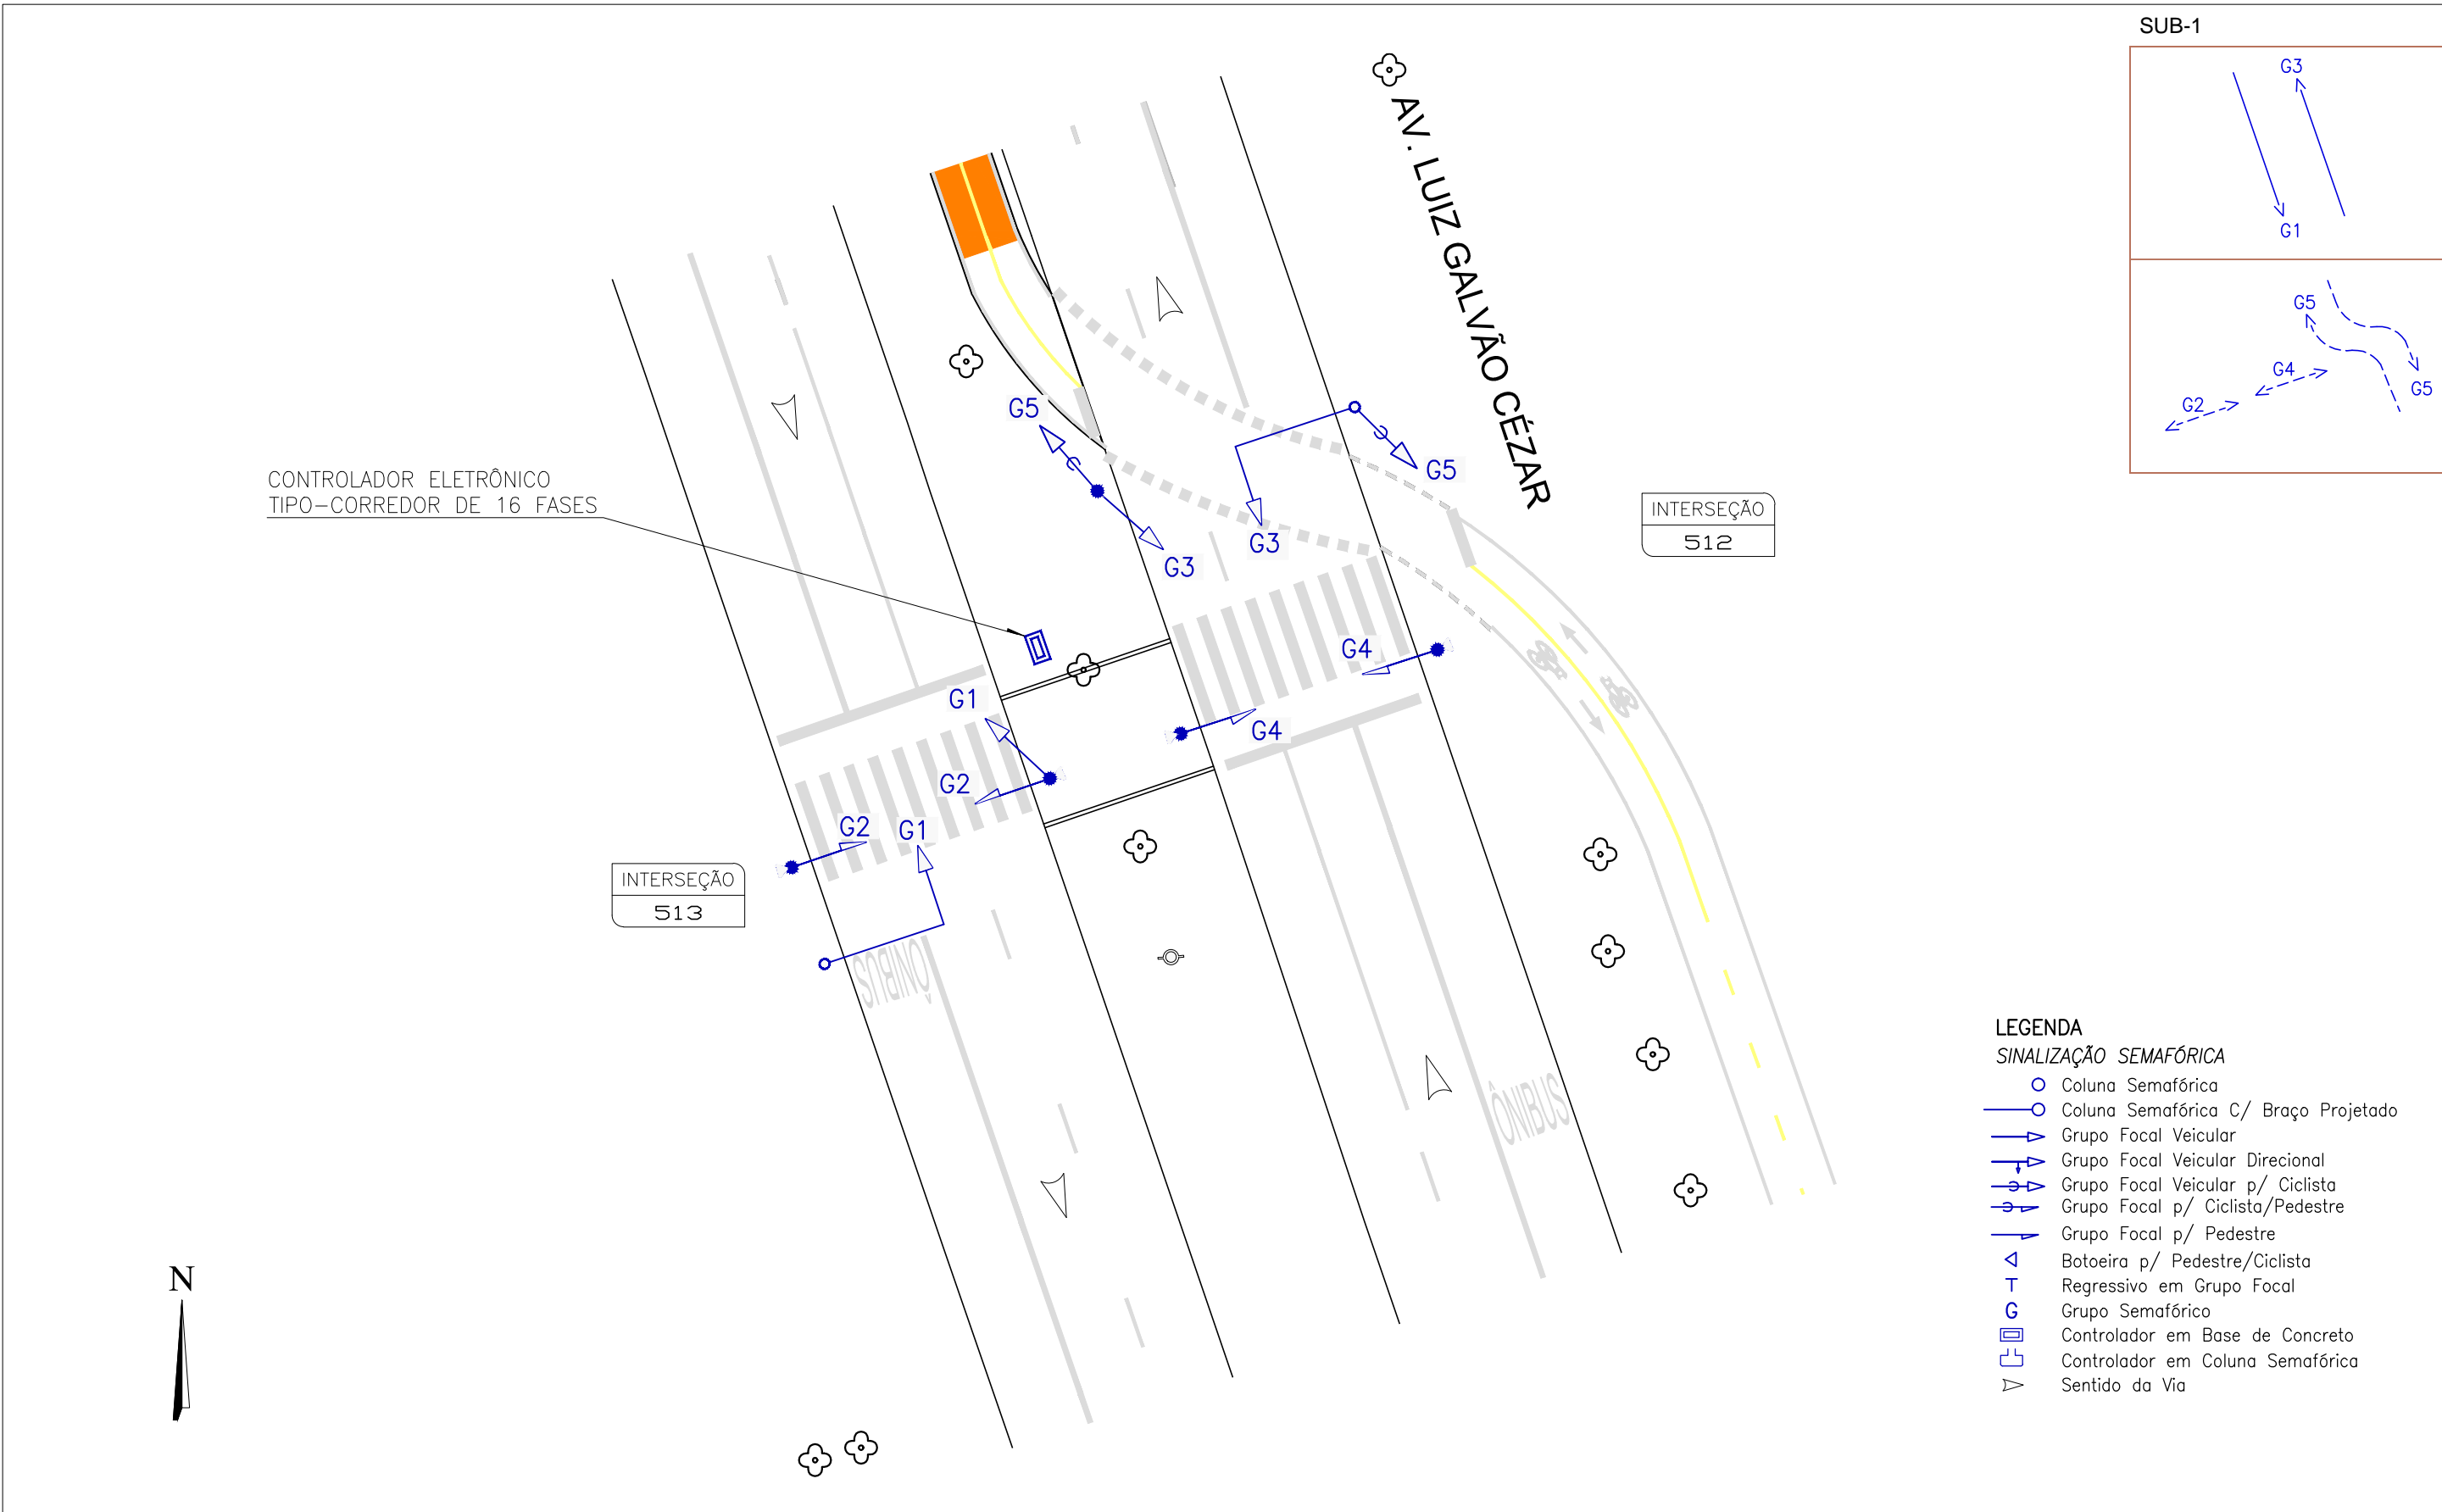 SUB-1
G3
G1
G5
G4
G2
G5
AV. LUIZ GALVÃO CÉZAR
CONTROLADOR ELETRÔNICO
TIPO-CORREDOR DE 16 FASES
G5
G5
G3
G3
INTERSEÇÃO
512
G4
G4
G1
G2
G2
G1
INTERSEÇÃO
513
ÔNIBUS
ÔNIBUS
N
LEGENDA
SINALIZAÇÃO SEMAFÓRICA
Coluna Semafórica
Coluna Semafórica C/ Braço Projetado
Grupo Focal Veicular
Grupo Focal Veicular Direcional
Grupo Focal Veicular p/ Ciclista
Grupo Focal p/ Ciclista/Pedestre
Grupo Focal p/ Pedestre
Botoeira p/ Pedestre/Ciclista
T Regressivo em Grupo Focal
G Grupo Semafórico
Controlador em Base de Concreto
Controlador em Coluna Semafórica
Sentido da Via